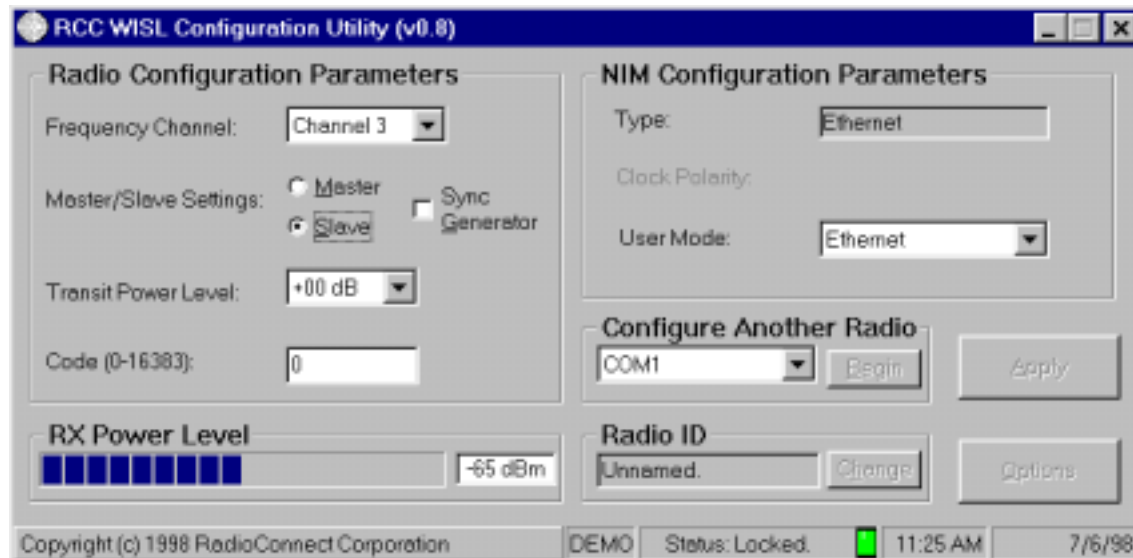 RCC WISL Configuration Utility (v0.8)
Radio Configuration Parameters
Frequency Channel: Channel 3
Master/Slave Settings: Master
Slave
Sync
Generator
Transit Power Level: +00 dB
Code (0-16383): 0
RX Power Level
-65 dBm
NIM Configuration Parameters
Type: Ethernet
Clock Polarity:
User Mode: Ethernet
Configure Another Radio
COM1 Begin
Apply
Radio ID
Unnamed. Change
Options
Copyright (c) 1998 RadioConnect Corporation DEMO Status: Locked. 11:25 AM 7/6/98